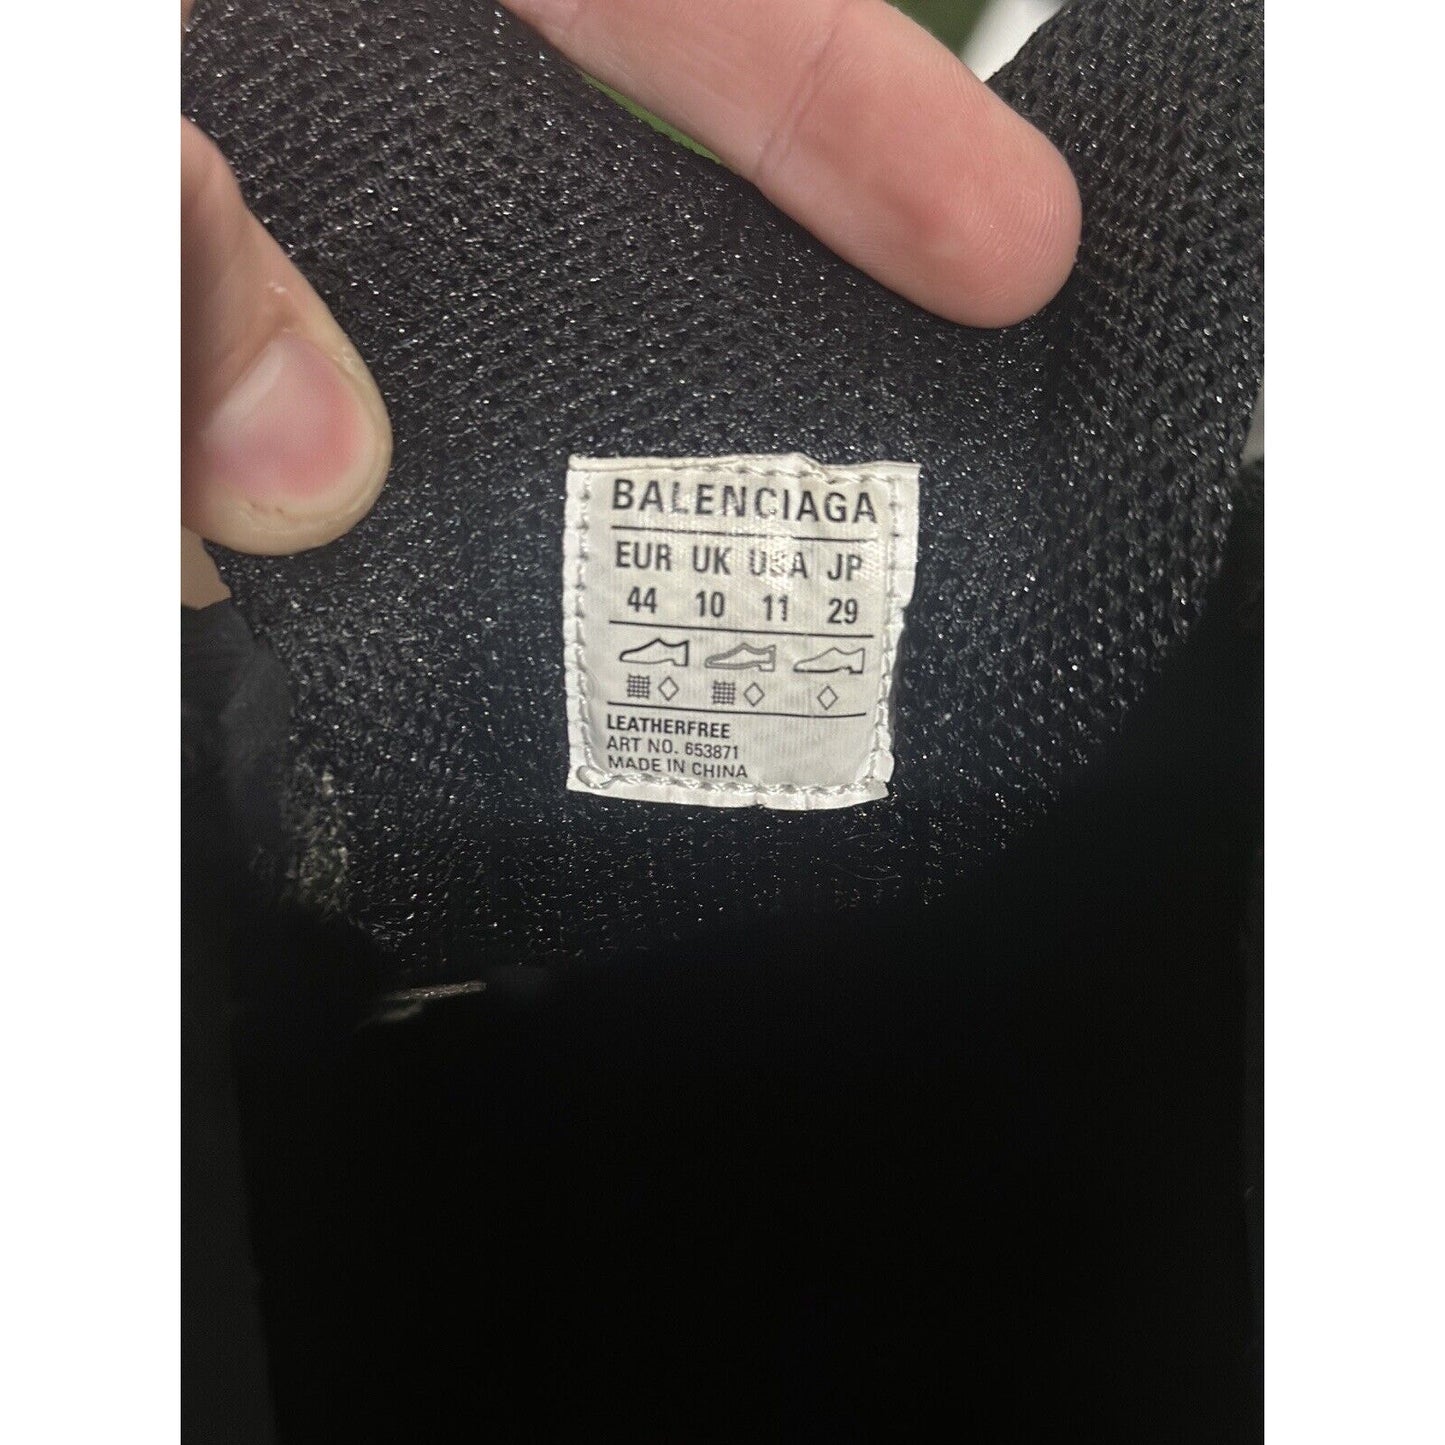 BALENCIAGA
EUR UK USA JP
44 10 11 29
LEATHERFREE
ART NO. 653871
MADE IN CHINA